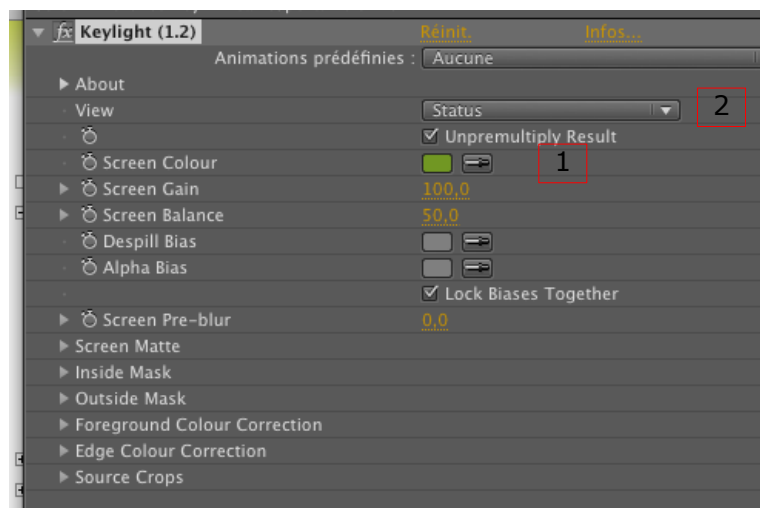 fx Keylight (1.2) Réinit. Infos...
Animations prédéfinies : Aucune
About
View Status 2
Unpremultiply Result
Screen Colour 1
Screen Gain 100,0
Screen Balance 50,0
Despill Bias
Alpha Bias
Lock Biases Together
Screen Pre-blur 0,0
Screen Matte
Inside Mask
Outside Mask
Foreground Colour Correction
Edge Colour Correction
Source Crops